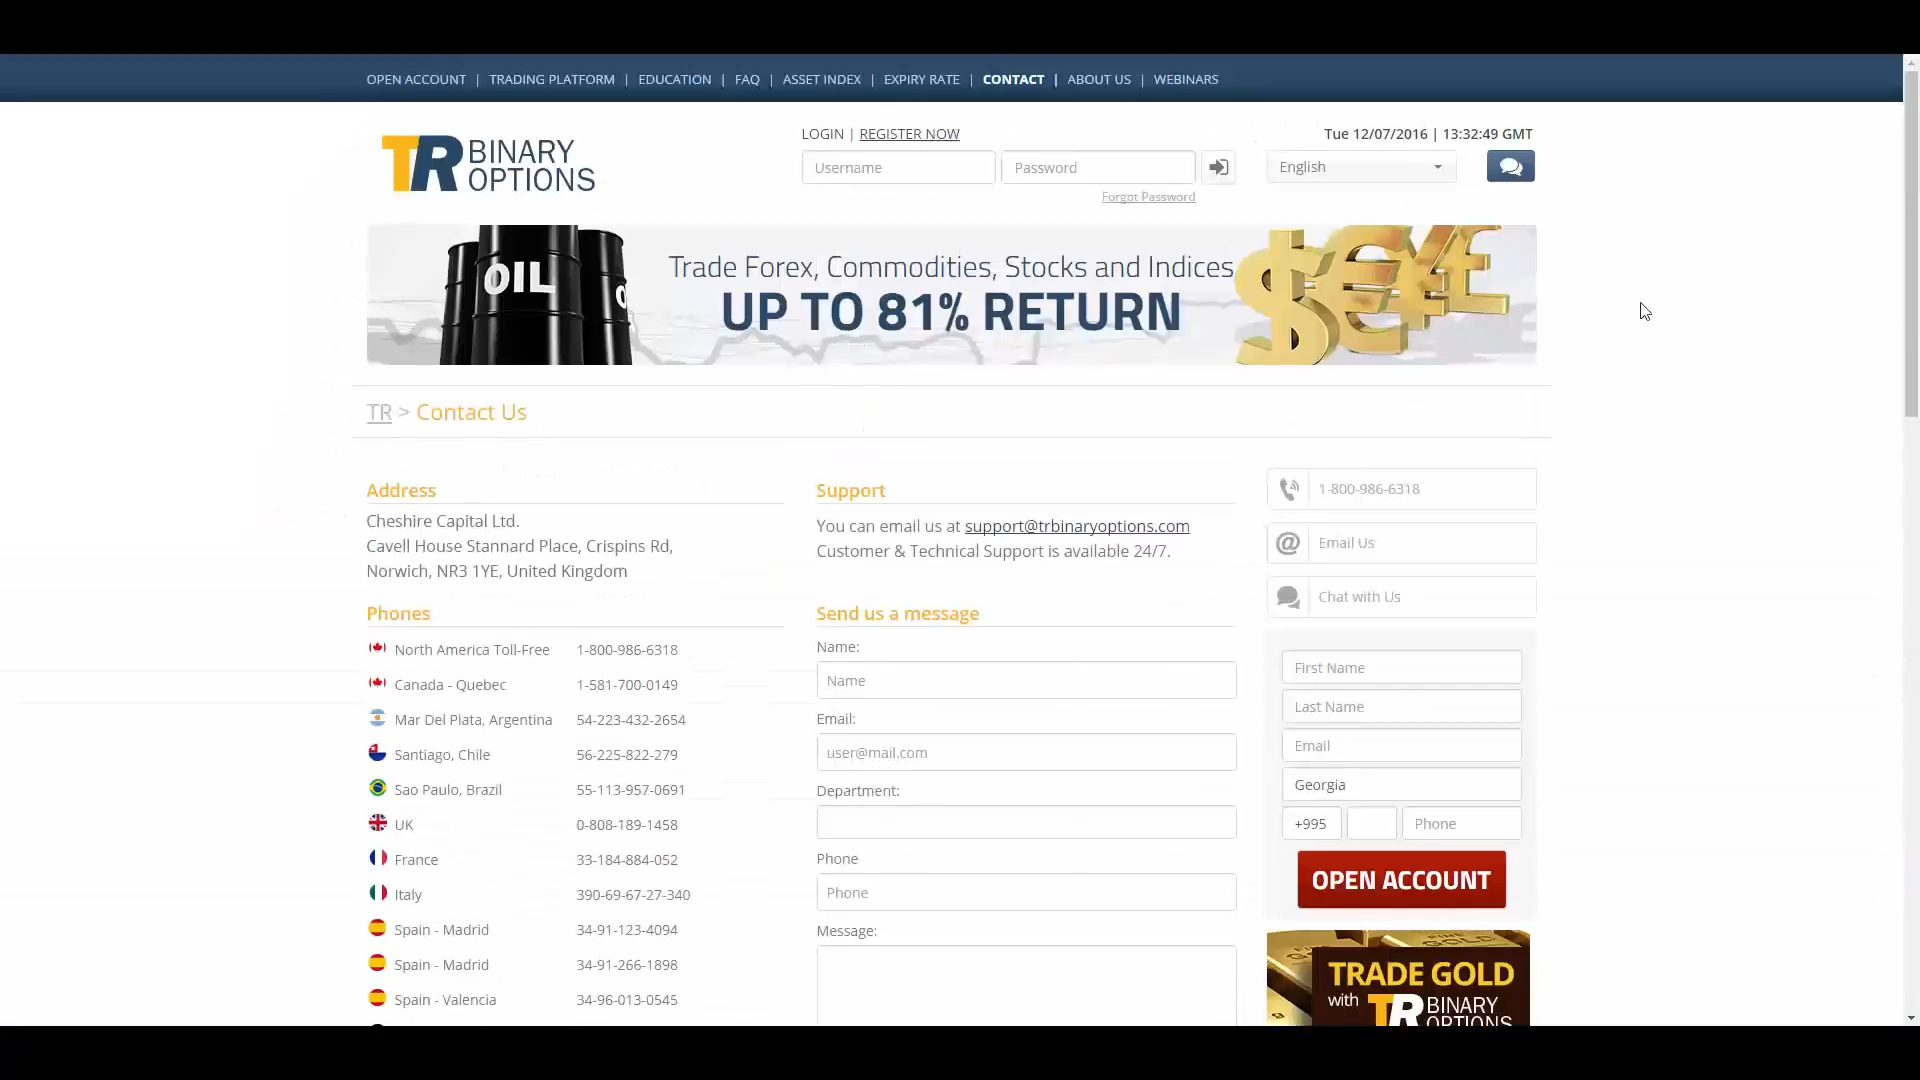 OPEN ACCOUNT | TRADING PLATFORM | EDUCATION | FAQ | ASSET INDEX | EXPIRY RATE | CONTACT | ABOUT US | WEBINARS
TR BINARY OPTIONS
LOGIN | REGISTER NOW
Tue 12/07/2016 | 13:32:49 GMT
Username
Password
English
Forgot Password
OIL
Trade Forex, Commodities, Stocks and Indices
UP TO 81% RETURN
TR > Contact Us
Address
Cheshire Capital Ltd.
Cavell House Stannard Place, Crispins Rd,
Norwich, NR3 1YE, United Kingdom
Phones
North America Toll-Free 1-800-986-6318
Canada - Quebec 1-581-700-0149
Mar Del Plata, Argentina 54-223-432-2654
Santiago, Chile 56-225-822-279
Sao Paulo, Brazil 55-113-957-0691
UK 0-808-189-1458
France 33-184-884-052
Italy 390-69-67-27-340
Spain - Madrid 34-91-123-4094
Spain - Madrid 34-91-266-1898
Spain - Valencia 34-96-013-0545
Support
You can email us at support@trbinaryoptions.com
Customer & Technical Support is available 24/7.
Send us a message
Name:
Name
Email:
user@mail.com
Department:
Phone
Phone
Message:
1-800-986-6318
Email Us
Chat with Us
First Name
Last Name
Email
Georgia
+995
Phone
OPEN ACCOUNT
TRADE GOLD
with TR BINARY
OPTIONS